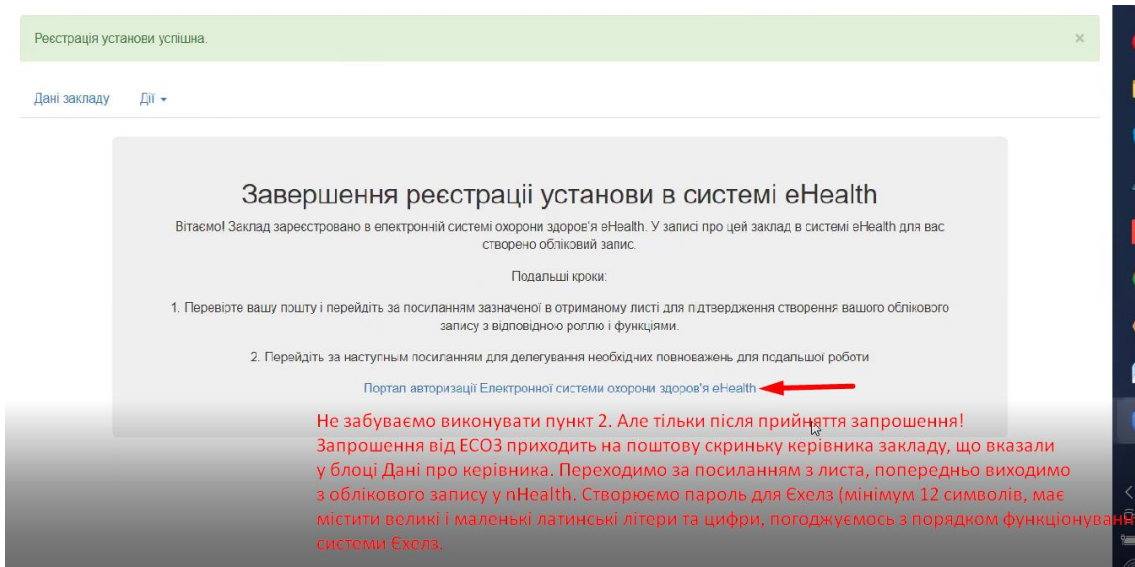 Реєстрація установи успішна.
×
Дані закладу Дії
Завершення реєстрації установи в системі eHealth
Вітаємо! Заклад зареєстровано в електронній системі охорони здоров'я eHealth. У записі про цей заклад в системі eHealth для вас
створено обліковий запис.
Подальші кроки:
1. Перевірте вашу пошту і перейдіть за посиланням зазначеної в отриманому листі для підтвердження створення вашого облікового
запису з відповідною роллю і функціями.
2. Перейдіть за наступным посиланням для делегування необхідних повноважень для подальшої роботи
Портал авторизації Електронної системи охорони здоров'я eHealth
Не забуваємо виконувати пункт 2. Але тільки після прийняття запрошення!
Запрошення від ЕСОЗ приходить на поштову скриньку керівника закладу, що вказали
у блоці Дані про керівника. Переходимо за посиланням з листа, попередньо виходимо
з облікового запису у nHealth. Створюємо пароль для Єхелз (мінімум 12 символів, має
містити великі і маленькі латинські літери та цифри, погоджуємось з порядком функціонування
системи Єхелз.